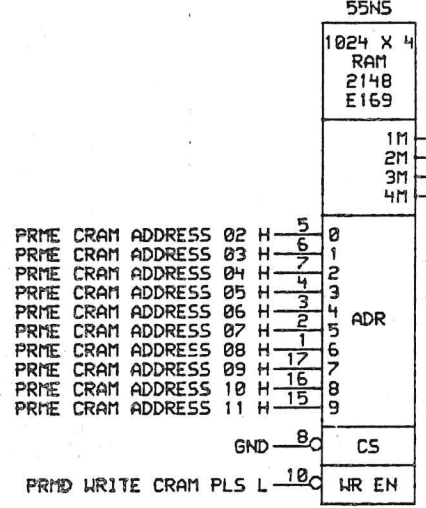 55NS
1024 X 4
RAM
2148
E169
1M
2M
3M
4M
PRME CRAM ADDRESS 02 H 5 0
PRME CRAM ADDRESS 03 H 6 1
PRME CRAM ADDRESS 04 H 7 2
PRME CRAM ADDRESS 05 H 4 3
PRME CRAM ADDRESS 06 H 3 4
PRME CRAM ADDRESS 07 H 2 5
PRME CRAM ADDRESS 08 H 1 6
PRME CRAM ADDRESS 09 H 17 7
PRME CRAM ADDRESS 10 H 16 8
PRME CRAM ADDRESS 11 H 15 9
ADR
GND 8 CS
PRMD WRITE CRAM PLS L 10 WR EN